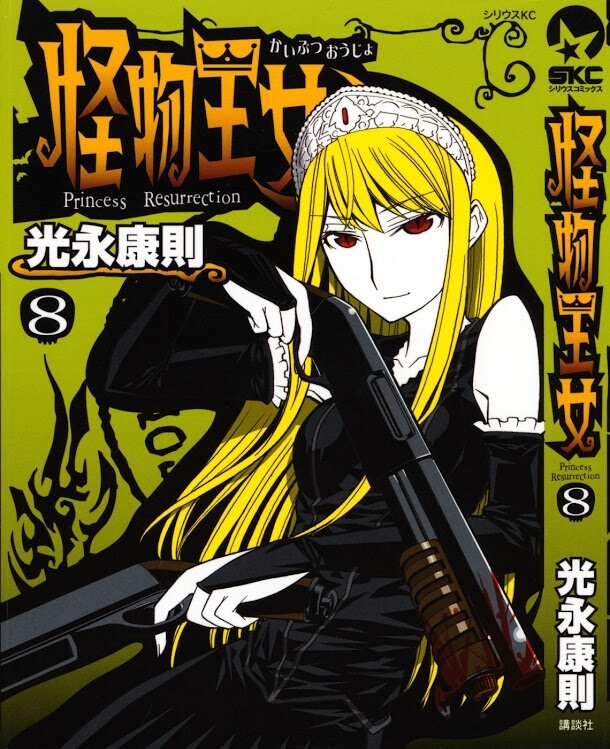 シリウスKC
かいぶつおうじょ
怪物王女
Princess Resurrection
光永康則
8
SKC
シリウスコミックス
怪物王女
Princess
Resurrection
8
光永康則
講談社